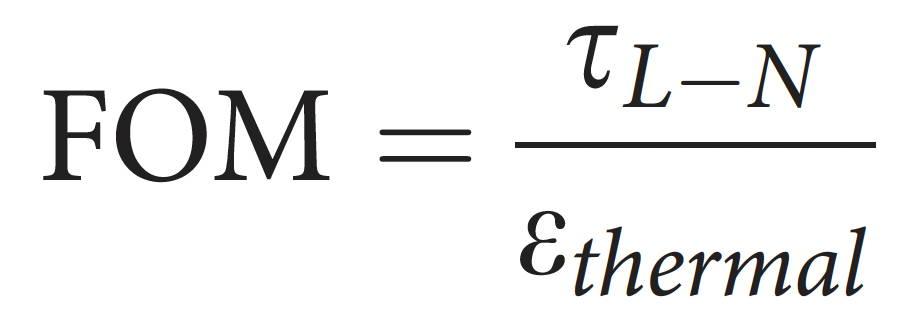 FOM = τ_{L−N} / ε_{thermal}